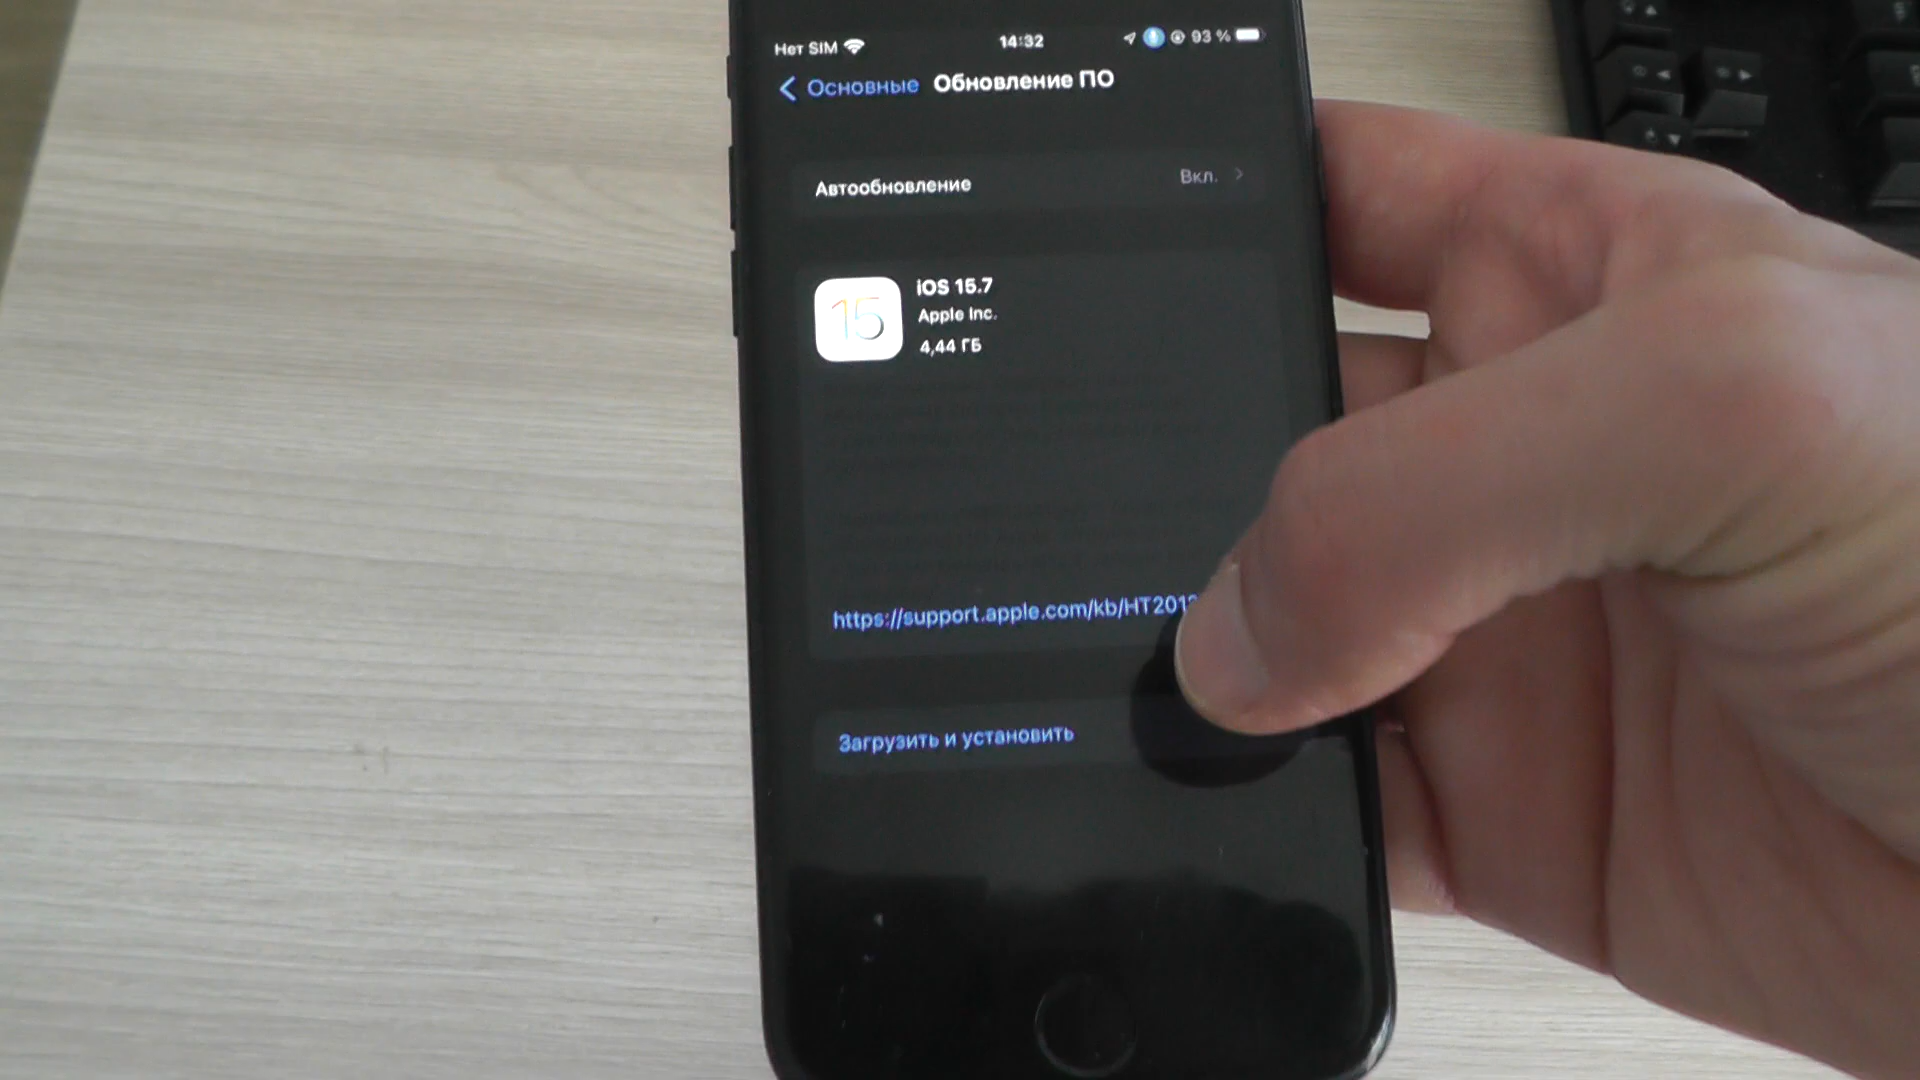 Нет SIM 14:32 93 %
Основные Обновление ПО
Автообновление Вкл.
15
iOS 15.7
Apple Inc.
4,44 ГБ
https://support.apple.com/kb/HT201
Загрузить и установить